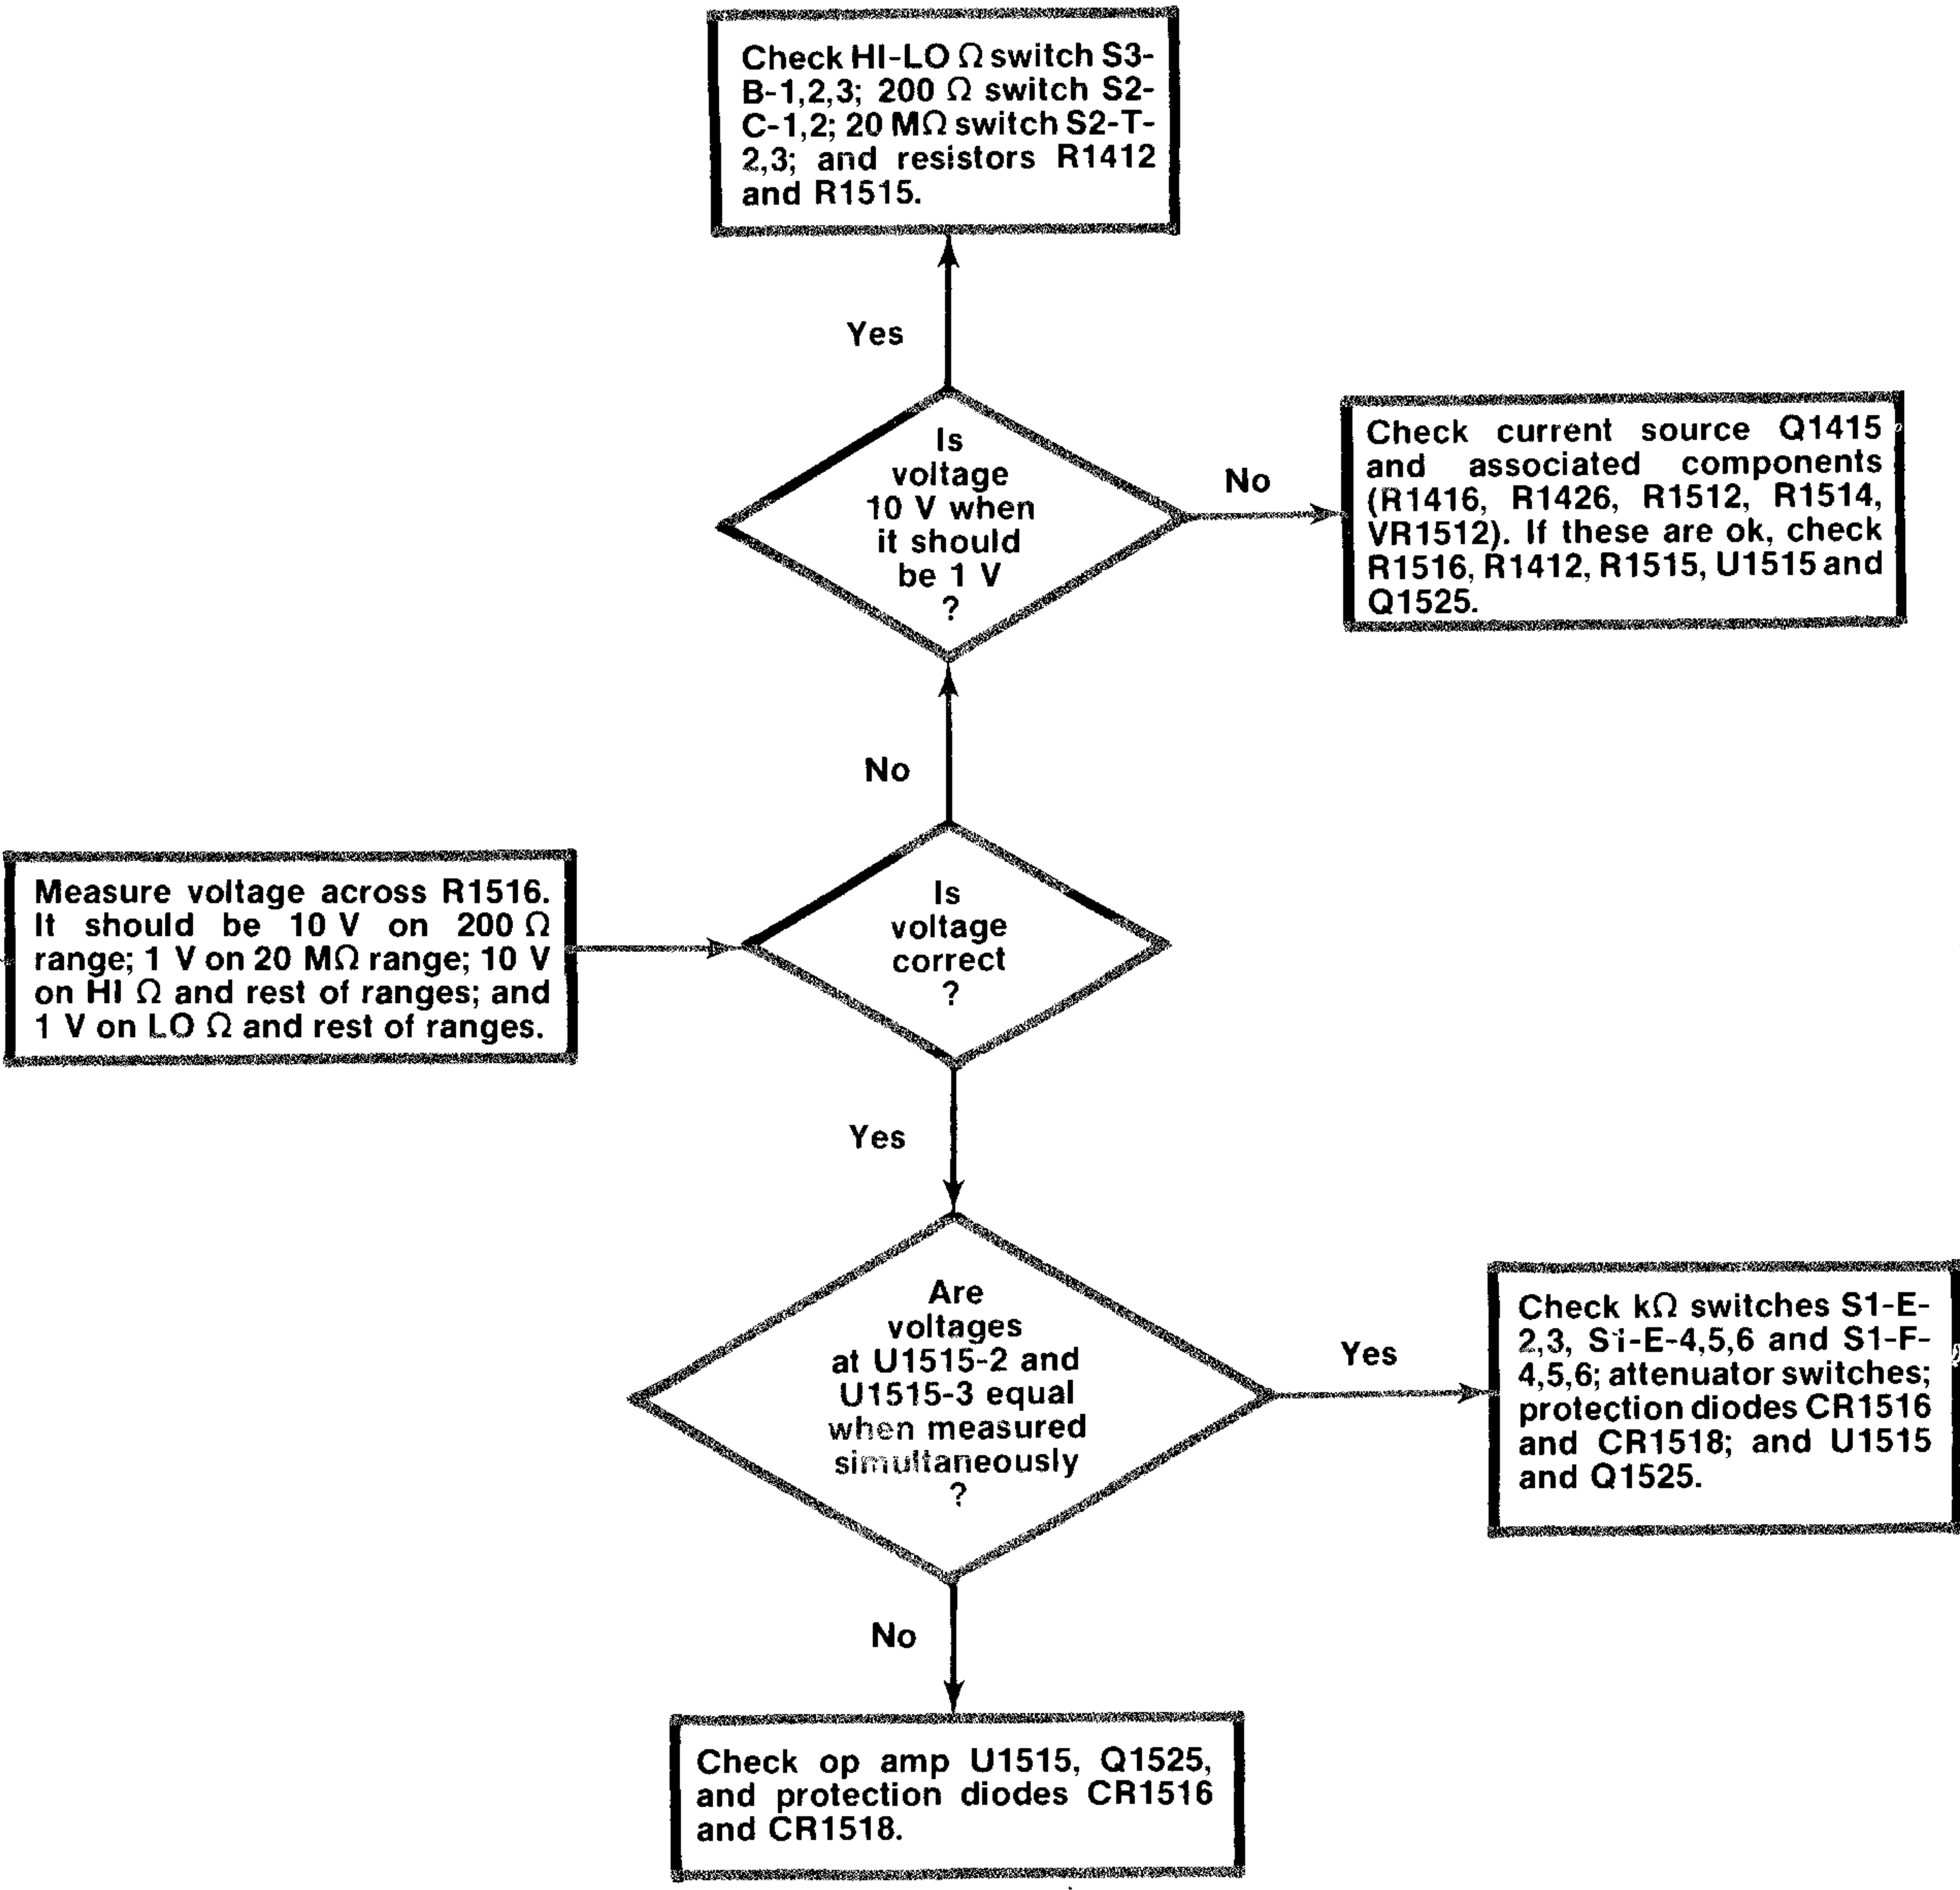 Check HI-LO Ω switch S3-
B-1,2,3; 200 Ω switch S2-
C-1,2; 20 MΩ switch S2-T-
2,3; and resistors R1412
and R1515.
Yes
Is
voltage
10 V when
it should
be 1 V
?
No
Check current source Q1415
and associated components
(R1416, R1426, R1512, R1514,
VR1512). If these are ok, check
R1516, R1412, R1515, U1515 and
Q1525.
No
Measure voltage across R1516.
It should be 10 V on 200 Ω
range; 1 V on 20 MΩ range; 10 V
on HI Ω and rest of ranges; and
1 V on LO Ω and rest of ranges.
Is
voltage
correct
?
Yes
Are
voltages
at U1515-2 and
U1515-3 equal
when measured
simultaneously
?
Yes
Check kΩ switches S1-E-
2,3, S1-E-4,5,6 and S1-F-
4,5,6; attenuator switches;
protection diodes CR1516
and CR1518; and U1515
and Q1525.
No
Check op amp U1515, Q1525,
and protection diodes CR1516
and CR1518.